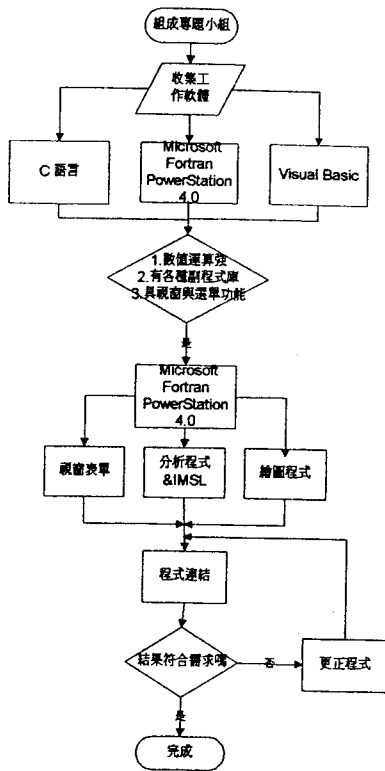 組成專題小組
收集工
作軟體
C 語言
Microsoft
Fortran
PowerStation
4.0
Visual Basic
1.數值運算強
2.有各種副程式庫
3.具視窗與選單功能
是
Microsoft
Fortran
PowerStation
4.0
視窗表單
分析程式
&IMSL
繪圖程式
程式連結
結果符合需求嗎
否
更正程式
是
完成